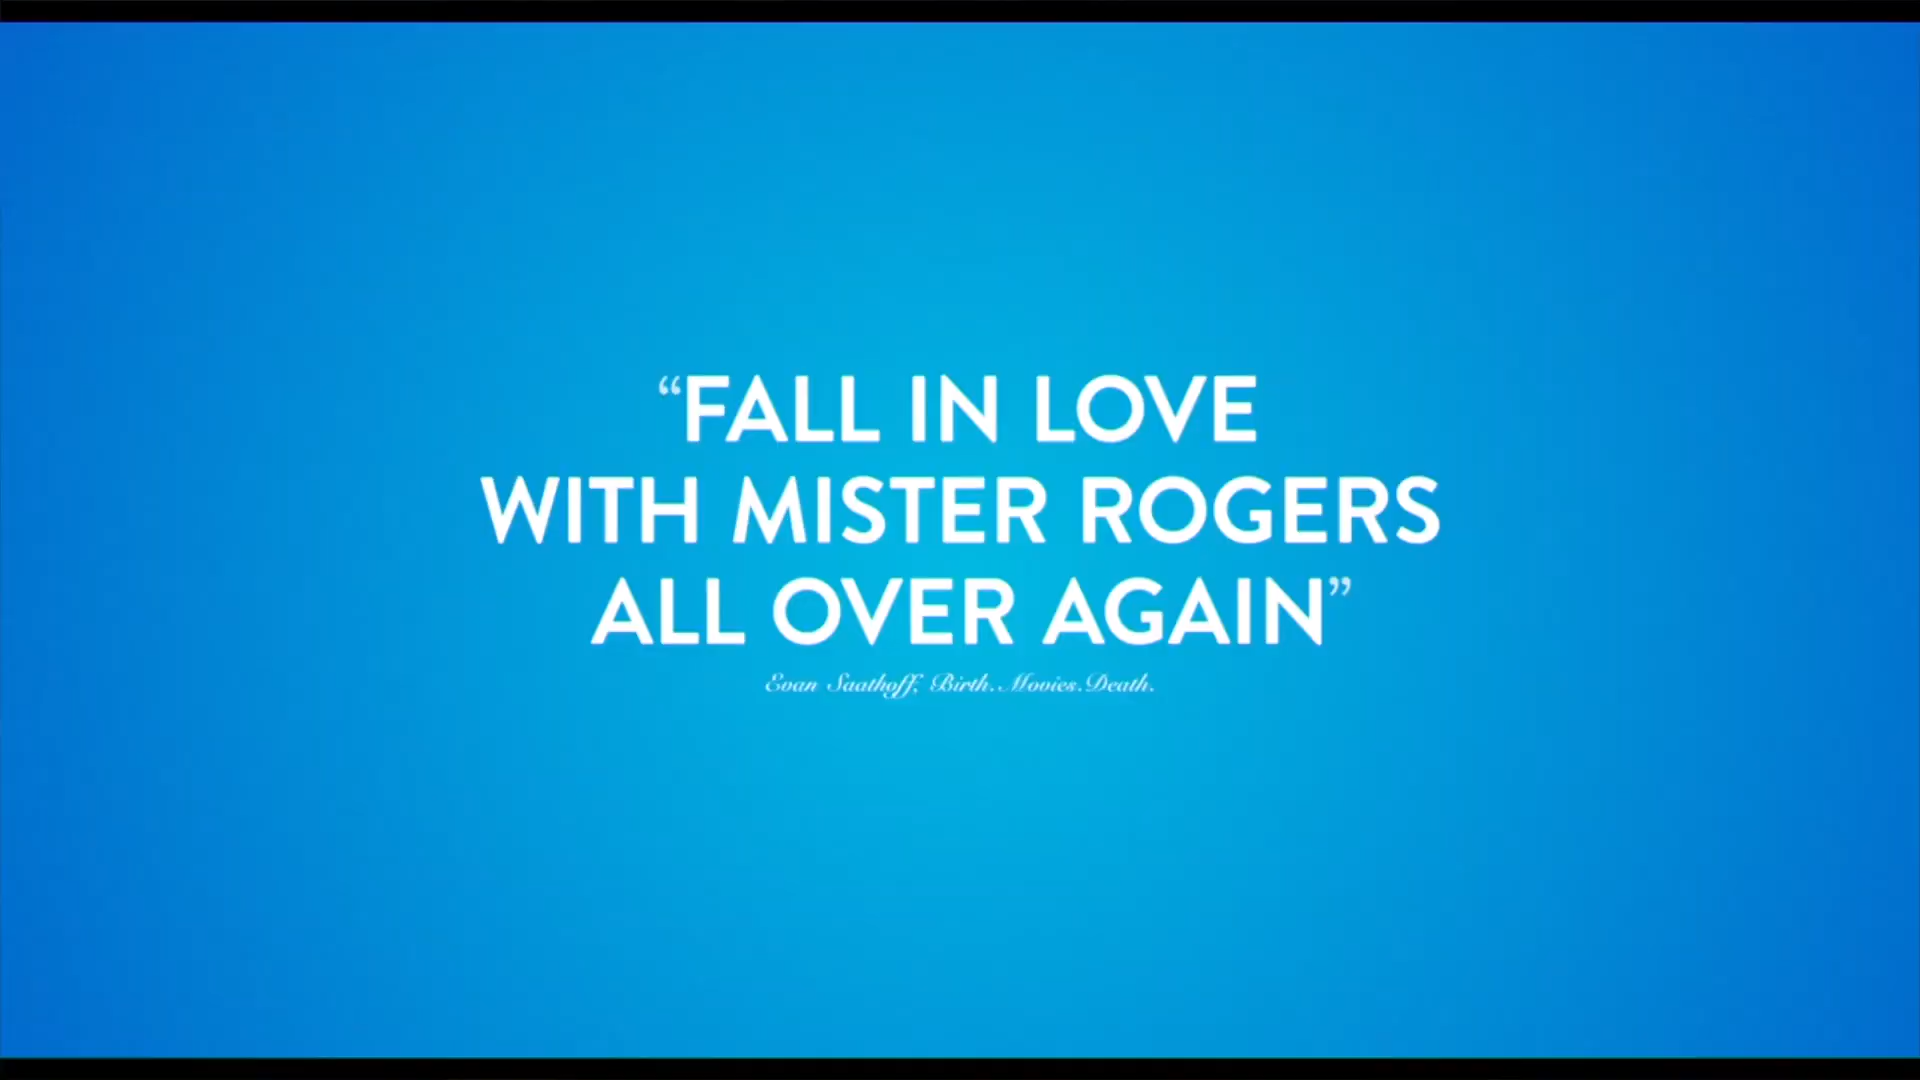 “FALL IN LOVE
WITH MISTER ROGERS
ALL OVER AGAIN”
Evan Saathoff, Birth.Movies.Death.